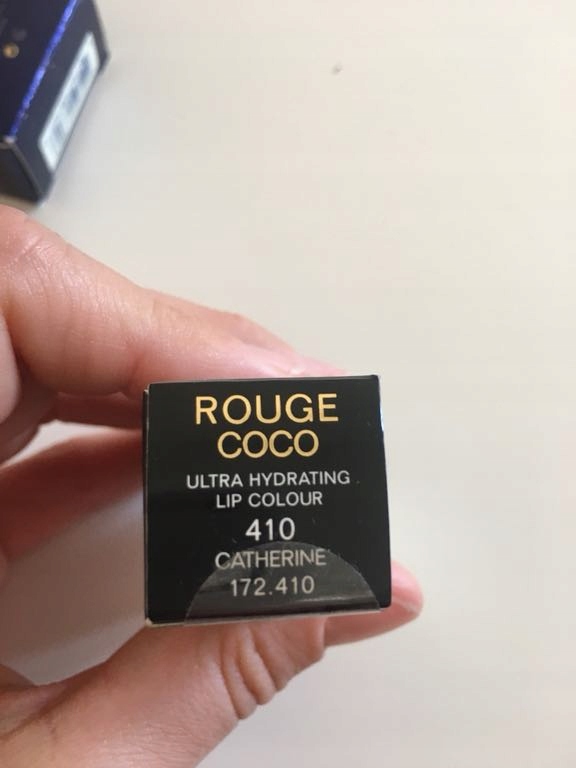 ROUGE
COCO
ULTRA HYDRATING
LIP COLOUR
410
CATHERINE
172.410